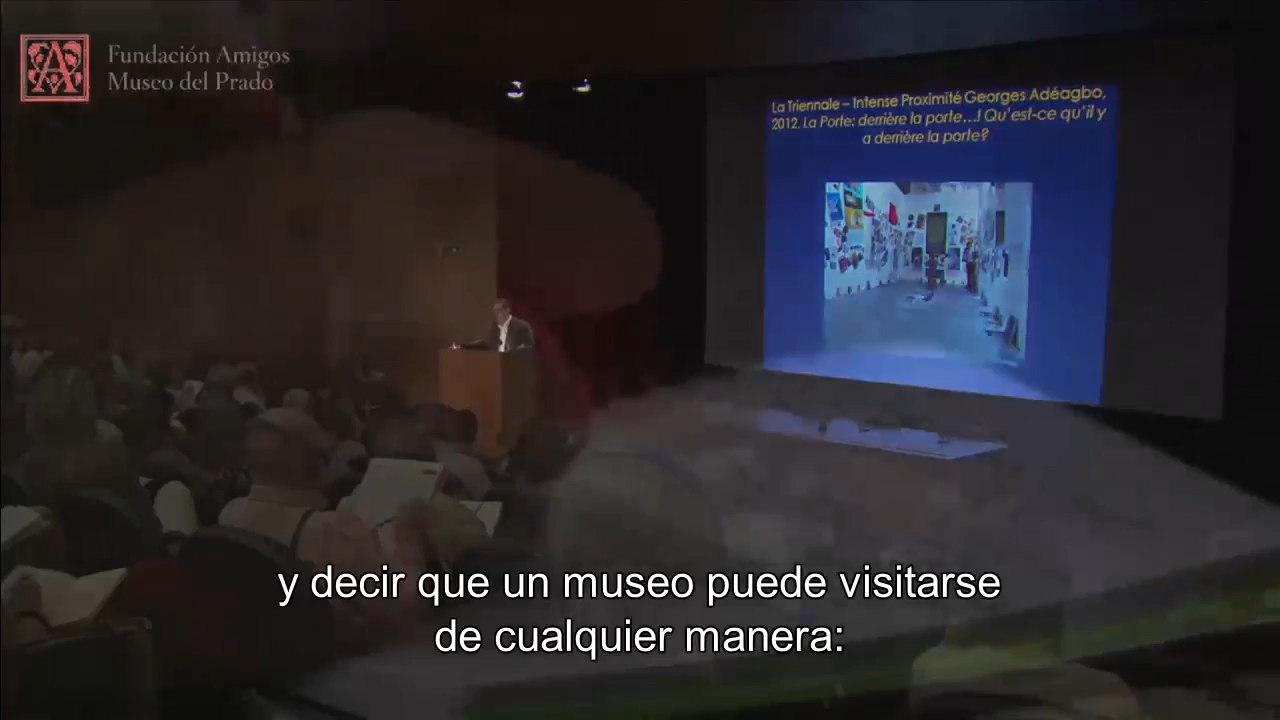 Fundación Amigos
Museo del Prado
La Triennale – Intense Proximité Georges Adéagbo,
2012. La Porte: derrière la porte...! Qu'est-ce qu'il y
a derrière la porte?
y decir que un museo puede visitarse
de cualquier manera: